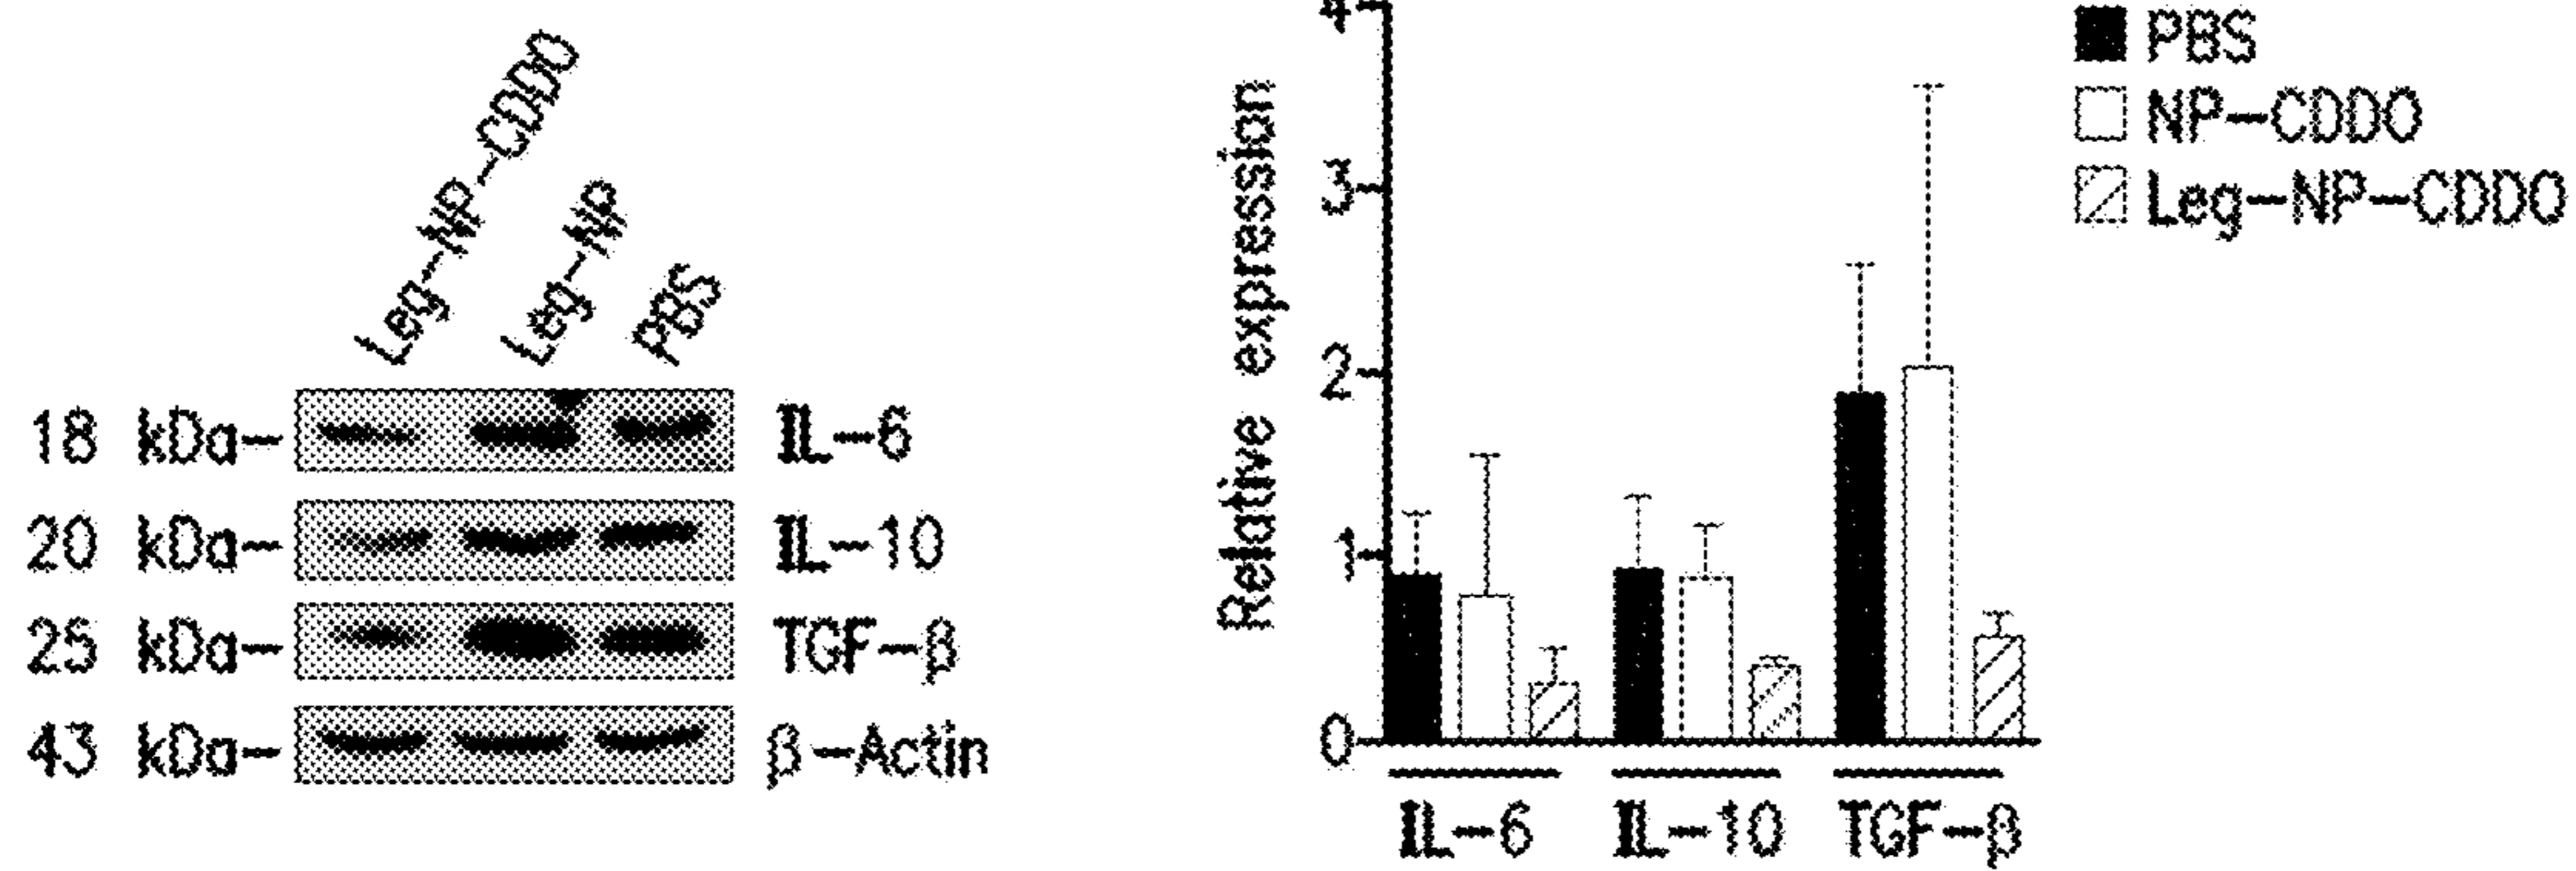 Leg-NP-CDDO
Leg-NP
PBS
18 kDa- IL-6
20 kDa- IL-10
25 kDa- TGF-β
43 kDa- β-Actin
Relative expression
4
3
2
1
0
IL-6 IL-10 TGF-β
PBS
NP-CDDO
Leg-NP-CDDO